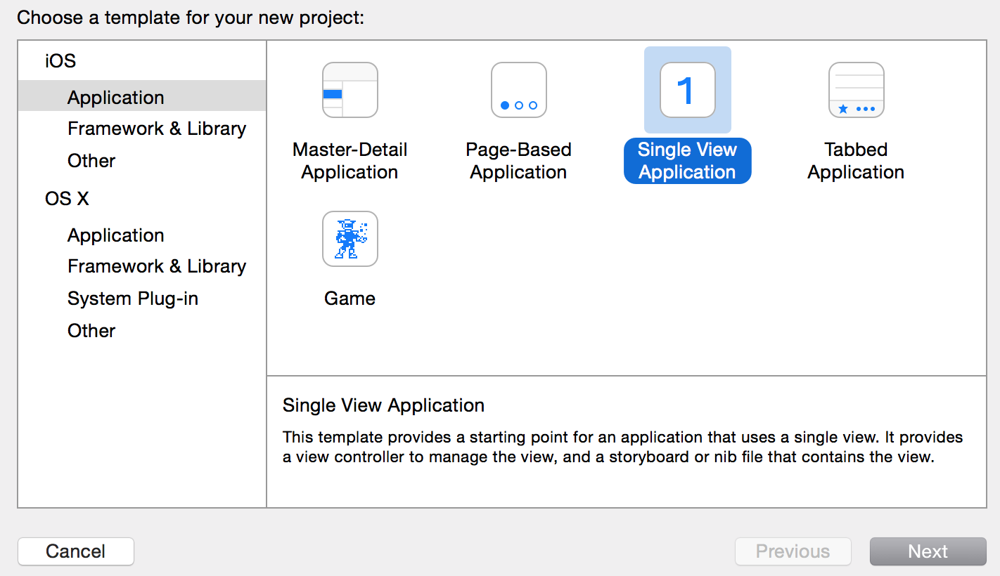 Choose a template for your new project:
iOS
Application
Framework & Library
Other
OS X
Application
Framework & Library
System Plug-in
Other
Master-Detail
Application
Page-Based
Application
1
Single View
Application
Tabbed
Application
Game
Single View Application
This template provides a starting point for an application that uses a single view. It provides
a view controller to manage the view, and a storyboard or nib file that contains the view.
Cancel
Previous
Next